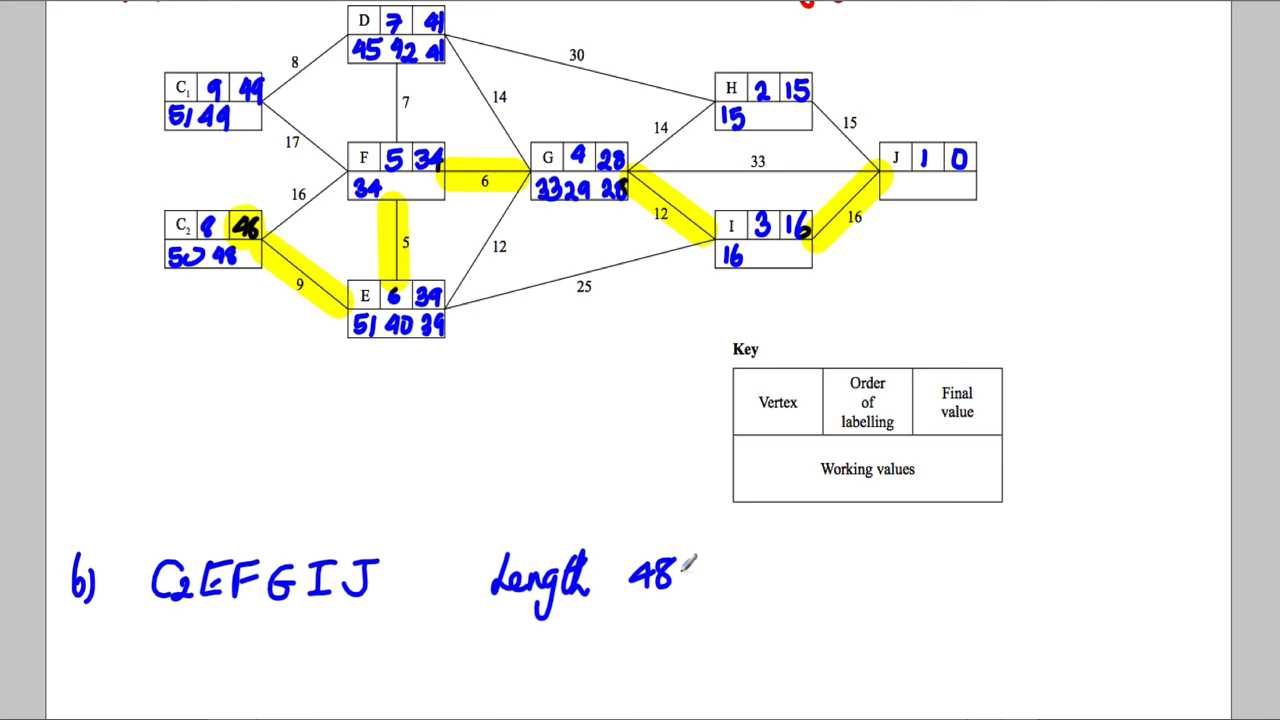 D 7 41
45 42 41
8
30
C₁ 9 49
51 49
7
14
H 2 15
15
17
14
15
F 5 34
34
G 4 28
33 29 28
33
J 1 0
6
16
12
16
C₂ 8 46
50 48
5
12
I 3 16
16
9
E 6 39
51 40 39
25
Key
Vertex
Order
of
labelling
Final
value
Working values
b) C₂ E F G I J Length 48